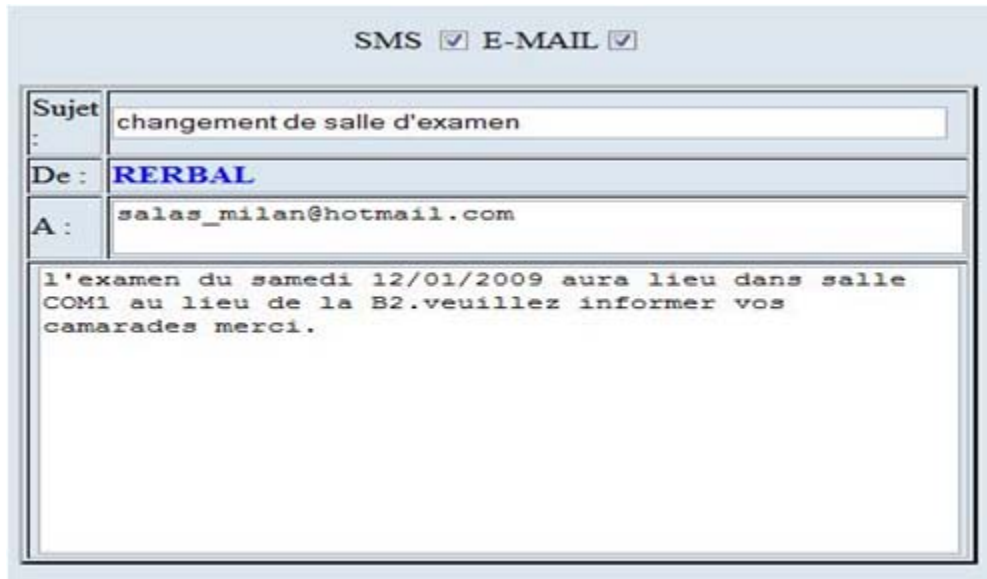 SMS E-MAIL
Sujet : changement de salle d'examen
De : RERBAL
A : salas_milan@hotmail.com
l'examen du samedi 12/01/2009 aura lieu dans salle
COM1 au lieu de la B2.veuillez informer vos
camarades merci.